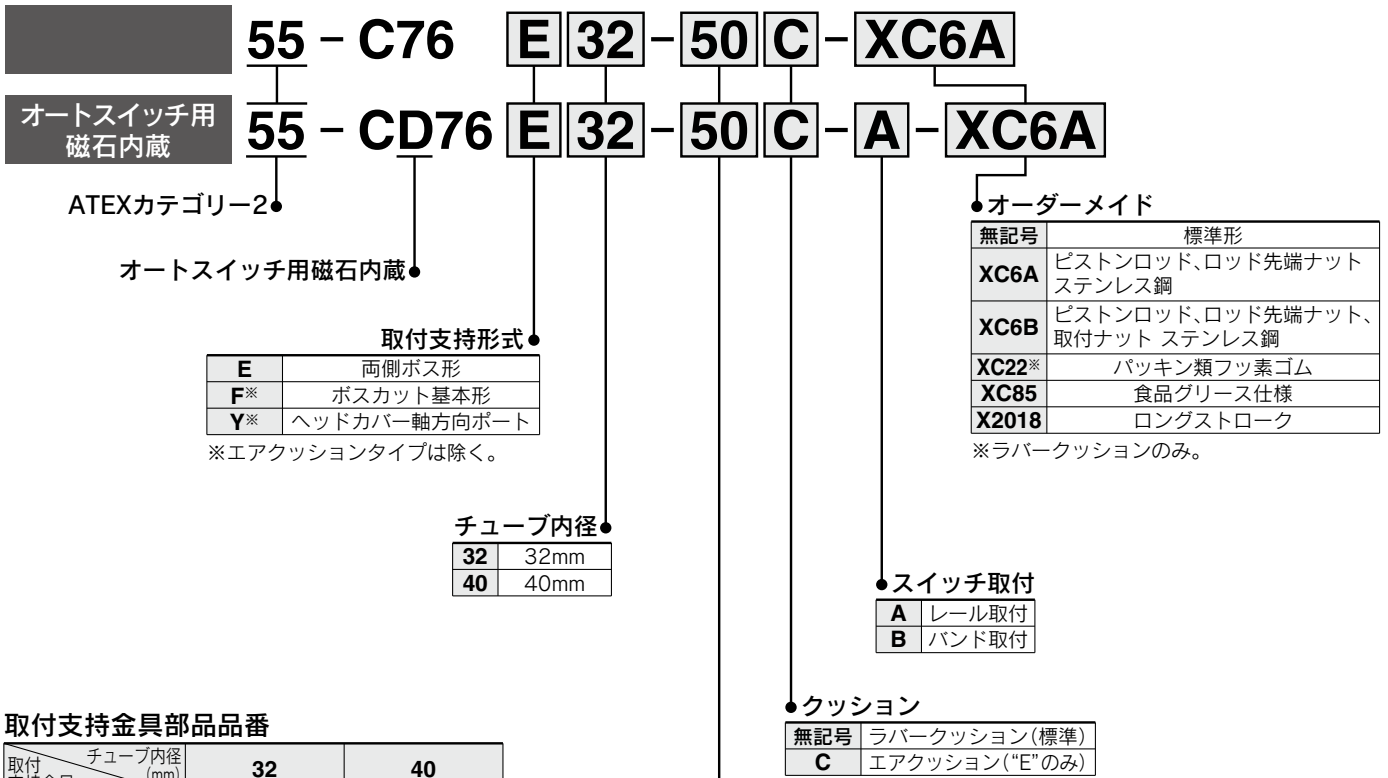 55 - C76 E 32 - 50 C - XC6A
オートスイッチ用
磁石内蔵
55 - CD76 E 32 - 50 C - A - XC6A
ATEXカテゴリー2
オートスイッチ用磁石内蔵
取付支持形式
E 両側ボス形
F※ ボスカット基本形
Y※ ヘッドカバー軸方向ポート
※エアクッションタイプは除く。
オーダーメイド
無記号 標準形
XC6A ピストンロッド、ロッド先端ナット
ステンレス鋼
XC6B ピストンロッド、ロッド先端ナット、
取付ナット ステンレス鋼
XC22※ パッキン類フッ素ゴム
XC85 食品グリース仕様
X2018 ロングストローク
※ラバークッションのみ。
チューブ内径
32 32mm
40 40mm
スイッチ取付
A レール取付
B バンド取付
クッション
無記号 ラバークッション(標準)
C エアクッション("E"のみ)
取付支持金具部品品番
チューブ内径
(mm)
取付
32 40